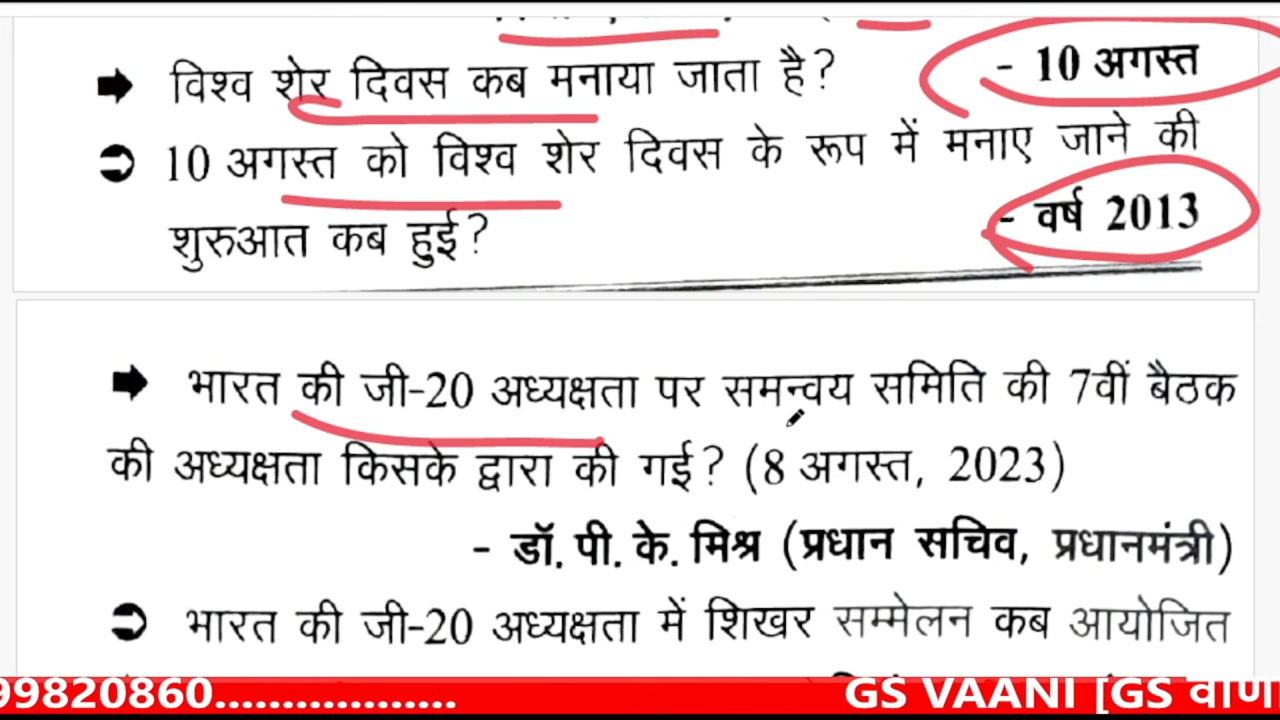 विश्व शेर दिवस कब मनाया जाता है? - 10 अगस्त
10 अगस्त को विश्व शेर दिवस के रूप में मनाए जाने की
शुरुआत कब हुई? - वर्ष 2013
भारत की जी-20 अध्यक्षता पर समन्वय समिति की 7वीं बैठक
की अध्यक्षता किसके द्वारा की गई? (8 अगस्त, 2023)
- डॉ. पी. के. मिश्र (प्रधान सचिव, प्रधानमंत्री)
भारत की जी-20 अध्यक्षता में शिखर सम्मेलन कब आयोजित
99820860.................. GS VAANI [GS वाण